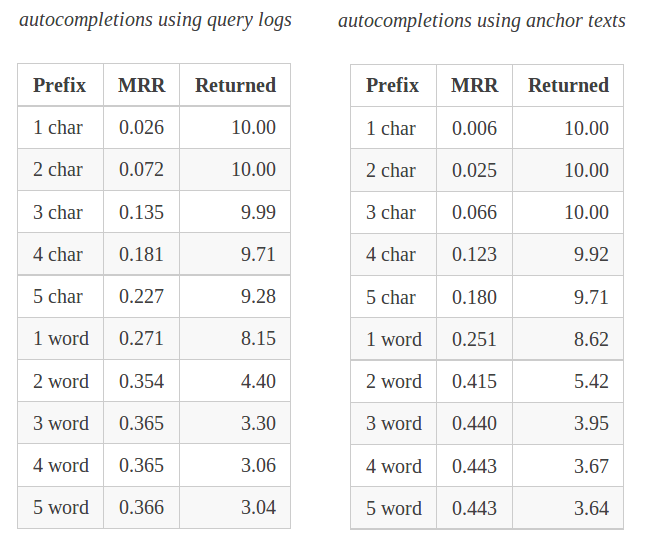 autocompletions using query logs
Prefix MRR Returned
1 char 0.026 10.00
2 char 0.072 10.00
3 char 0.135 9.99
4 char 0.181 9.71
5 char 0.227 9.28
1 word 0.271 8.15
2 word 0.354 4.40
3 word 0.365 3.30
4 word 0.365 3.06
5 word 0.366 3.04
autocompletions using anchor texts
Prefix MRR Returned
1 char 0.006 10.00
2 char 0.025 10.00
3 char 0.066 10.00
4 char 0.123 9.92
5 char 0.180 9.71
1 word 0.251 8.62
2 word 0.415 5.42
3 word 0.440 3.95
4 word 0.443 3.67
5 word 0.443 3.64